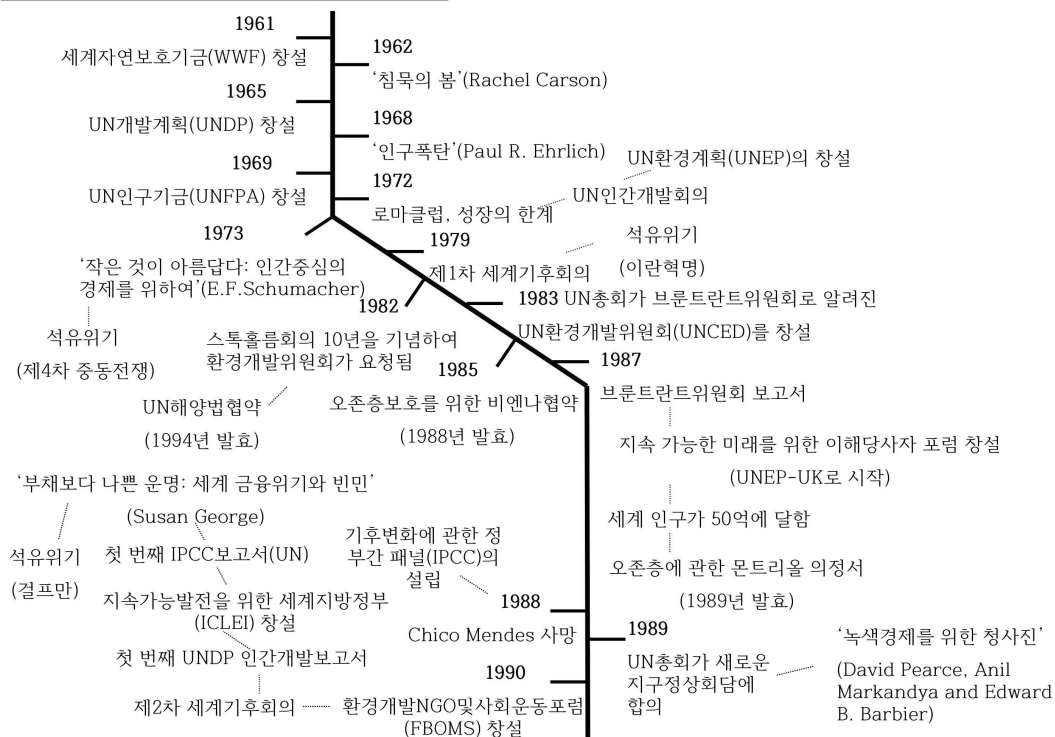 1961
세계자연보호기금(WWF) 창설
1962
‘침묵의 봄’(Rachel Carson)
1965
UN개발계획(UNDP) 창설
1968
‘인구폭탄’(Paul R. Ehrlich)
1969
UN인구기금(UNFPA) 창설
1972
로마클럽, 성장의 한계
UN인간개발회의
UN환경계획(UNEP)의 창설
1973
‘작은 것이 아름답다: 인간중심의
경제를 위하여’(E.F.Schumacher)
석유위기
(제4차 중동전쟁)
1979
제1차 세계기후회의
석유위기
(이란혁명)
1982
스톡홀름회의 10년을 기념하여
환경개발위원회가 요청됨
UN해양법협약
(1994년 발효)
1983 UN총회가 브룬트란트위원회로 알려진
UN환경개발위원회(UNCED)를 창설
1985
오존층보호를 위한 비엔나협약
(1988년 발효)
1987
브룬트란트위원회 보고서
지속 가능한 미래를 위한 이해당사자 포럼 창설
(UNEP-UK로 시작)
세계 인구가 50억에 달함
오존층에 관한 몬트리올 의정서
(1989년 발효)
기후변화에 관한 정
부간 패널(IPCC)의
설립
1988
Chico Mendes 사망
1989
UN총회가 새로운
지구정상회담에
합의
‘녹색경제를 위한 청사진’
(David Pearce, Anil
Markandya and Edward
B. Barbier)
1990
환경개발NGO및사회운동포럼
(FBOMS) 창설
제2차 세계기후회의
첫 번째 UNDP 인간개발보고서
지속가능발전을 위한 세계지방정부
(ICLEI) 창설
첫 번째 IPCC보고서(UN)
‘부채보다 나쁜 운명: 세계 금융위기와 빈민’
(Susan George)
석유위기
(걸프만)